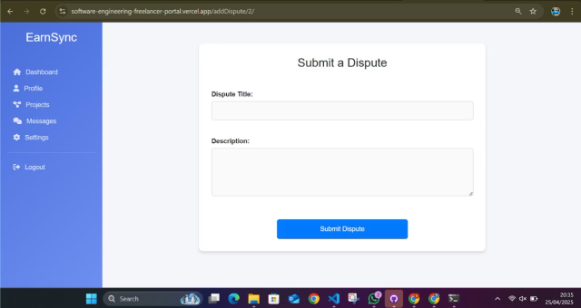 software-engineering-freelancer-portal.vercel.app/addDispute/2/
EarnSync
Dashboard
Profile
Projects
Messages
Settings
Logout
Submit a Dispute
Dispute Title:
Description:
Submit Dispute
Search
20:15
25/04/2025